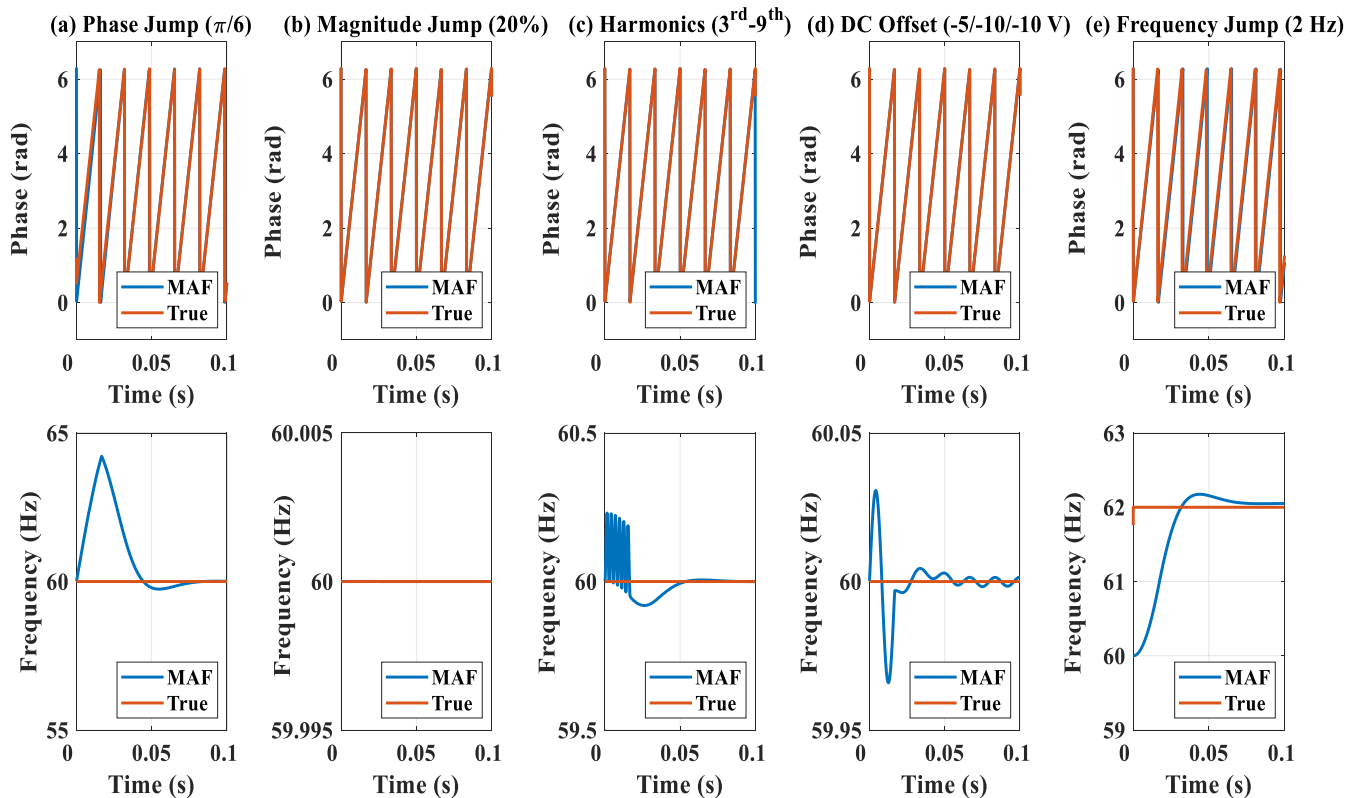 (a) Phase Jump (π/6)
(b) Magnitude Jump (20%)
(c) Harmonics (3rd-9th)
(d) DC Offset (-5/-10/-10 V)
(e) Frequency Jump (2 Hz)
Phase (rad)
6
4
2
0
MAF
True
0
0.05
0.1
Time (s)
Phase (rad)
6
4
2
0
MAF
True
0
0.05
0.1
Time (s)
Phase (rad)
6
4
2
0
MAF
True
0
0.05
0.1
Time (s)
Phase (rad)
6
4
2
0
MAF
True
0
0.05
0.1
Time (s)
Phase (rad)
6
4
2
0
MAF
True
0
0.05
0.1
Time (s)
Frequency (Hz)
65
60
55
MAF
True
0
0.05
0.1
Time (s)
Frequency (Hz)
60.005
60
59.995
MAF
True
0
0.05
0.1
Time (s)
Frequency (Hz)
60.5
60
59.5
MAF
True
0
0.05
0.1
Time (s)
Frequency (Hz)
60.05
60
59.95
MAF
True
0
0.05
0.1
Time (s)
Frequency (Hz)
63
62
61
60
59
MAF
True
0
0.05
0.1
Time (s)